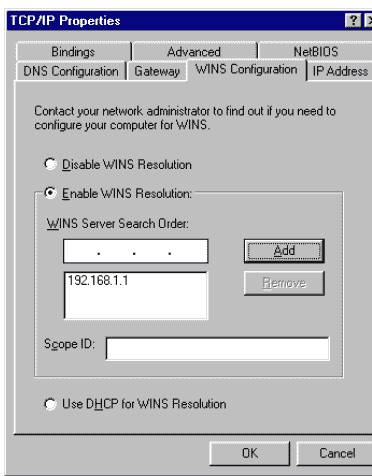 TCP/IP Properties
Bindings Advanced NetBIOS
DNS Configuration Gateway WINS Configuration IP Address
Contact your network administrator to find out if you need to
configure your computer for WINS.
Disable WINS Resolution
Enable WINS Resolution:
WINS Server Search Order:
. . . Add
192.168.1.1 Remove
Scope ID:
Use DHCP for WINS Resolution
OK Cancel